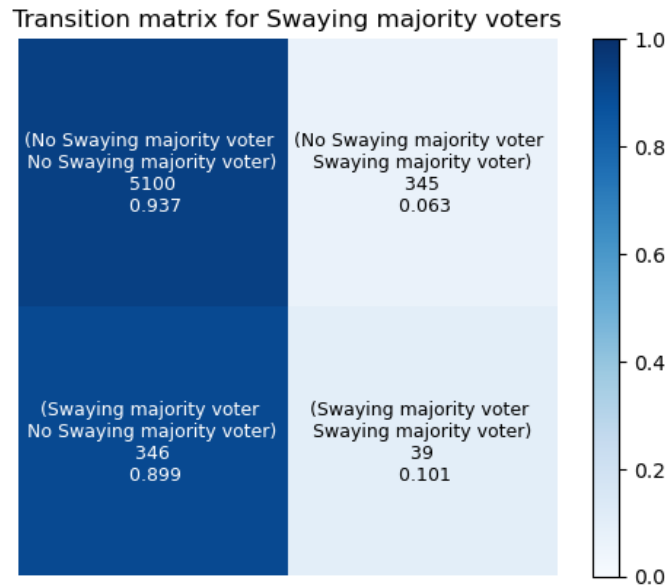 Transition matrix for Swaying majority voters
(No Swaying majority voter
No Swaying majority voter)
5100
0.937
(No Swaying majority voter
Swaying majority voter)
345
0.063
(Swaying majority voter
No Swaying majority voter)
346
0.899
(Swaying majority voter
Swaying majority voter)
39
0.101
1.0
0.8
0.6
0.4
0.2
0.0